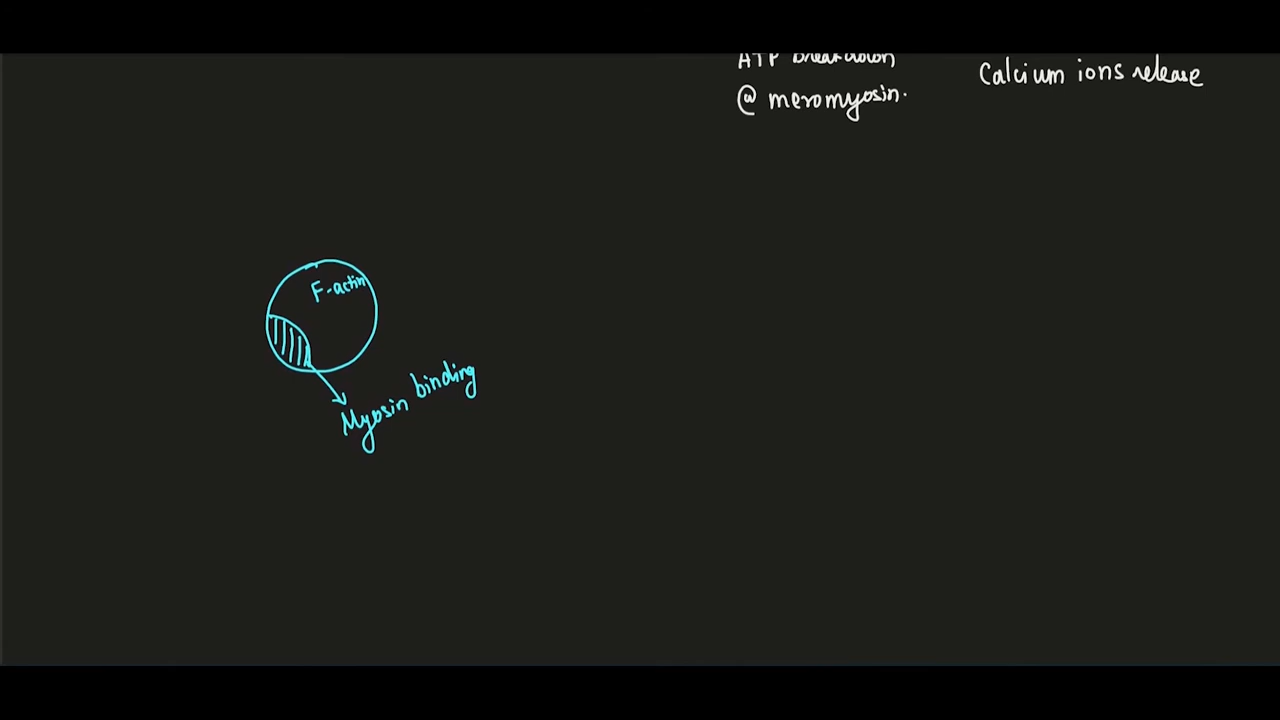 ATP breakdown
@ meromyosin.
Calcium ions release
F-actin
Myosin binding